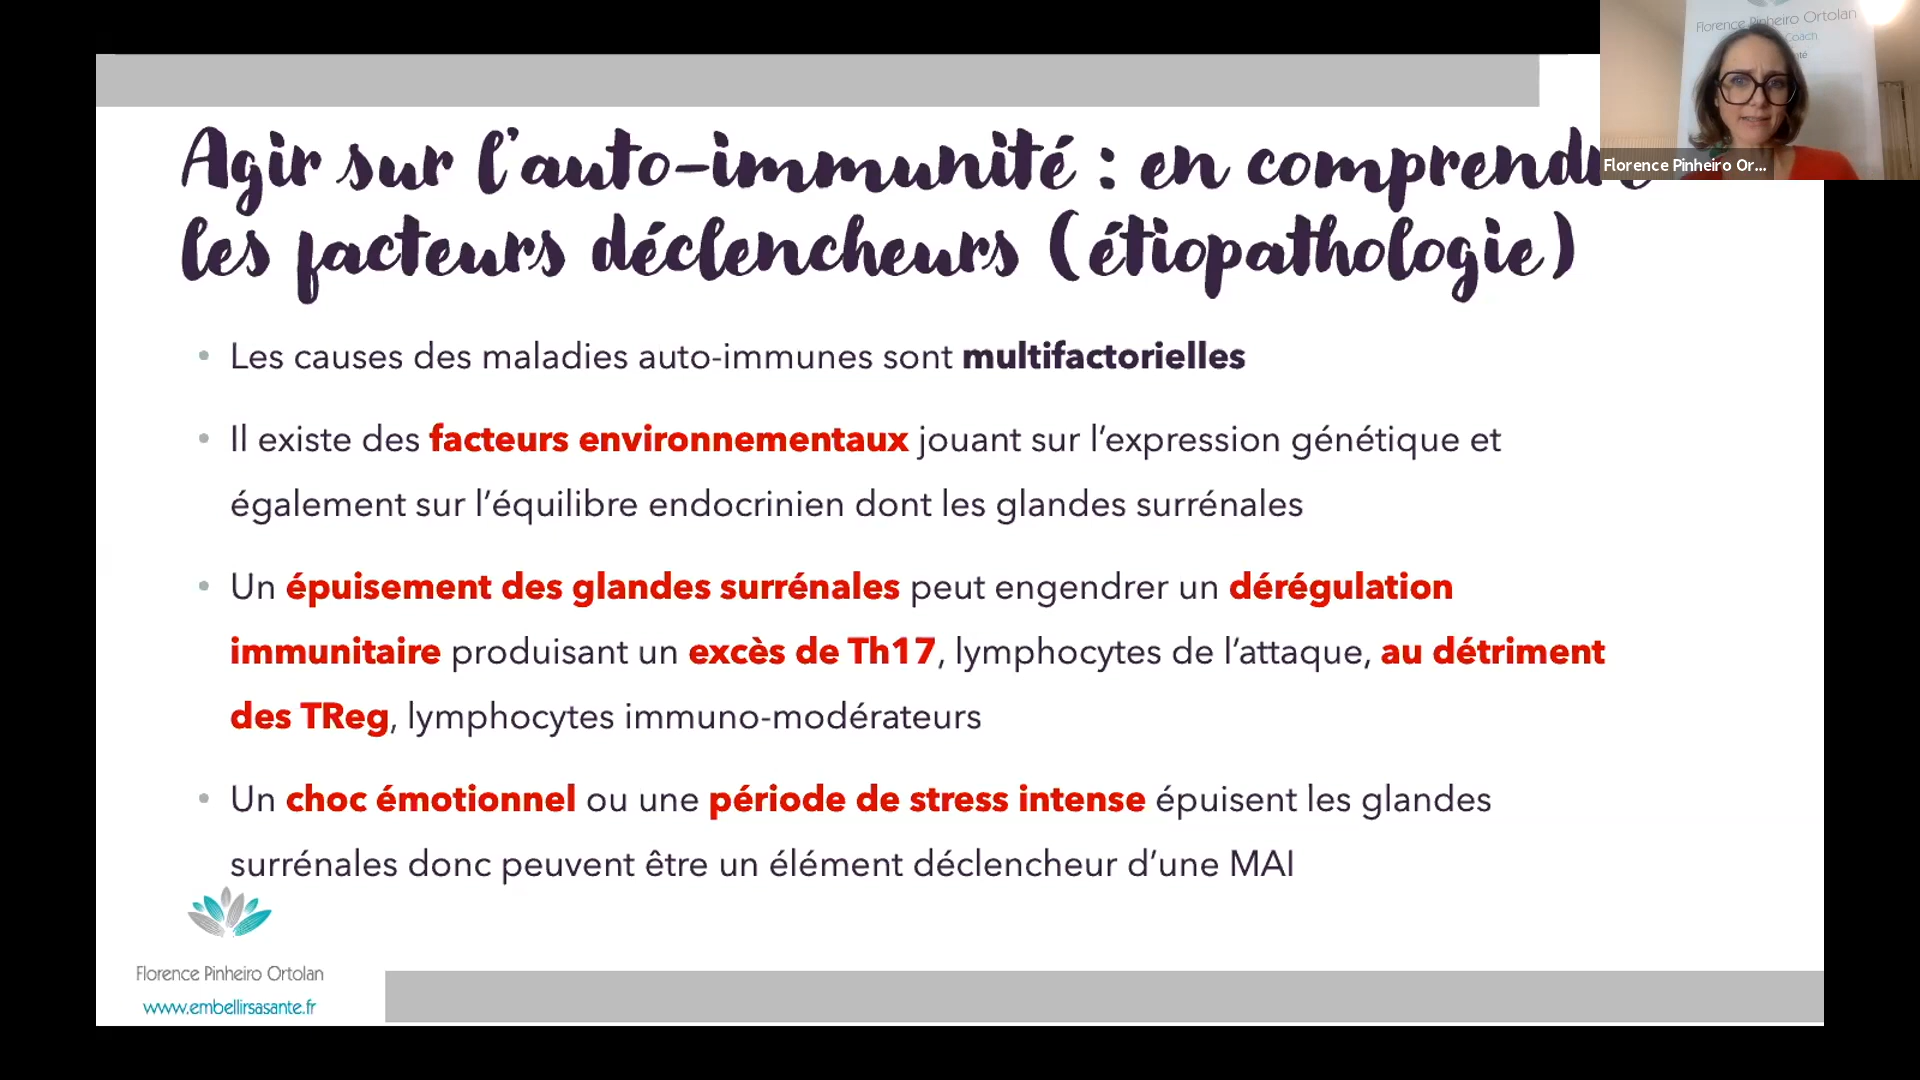 Florence Pinheiro Ortolan
Coach
Agir sur l'auto-immunité : en comprendre
Florence Pinheiro Or...
les facteurs déclencheurs (étiopathologie)
• Les causes des maladies auto-immunes sont multifactorielles
• Il existe des facteurs environnementaux jouant sur l'expression génétique et
également sur l'équilibre endocrinien dont les glandes surrénales
• Un épuisement des glandes surrénales peut engendrer un dérégulation
immunitaire produisant un excès de Th17, lymphocytes de l'attaque, au détriment
des TReg, lymphocytes immuno-modérateurs
• Un choc émotionnel ou une période de stress intense épuisent les glandes
surrénales donc peuvent être un élément déclencheur d'une MAI
Florence Pinheiro Ortolan
www.embellirsasante.fr